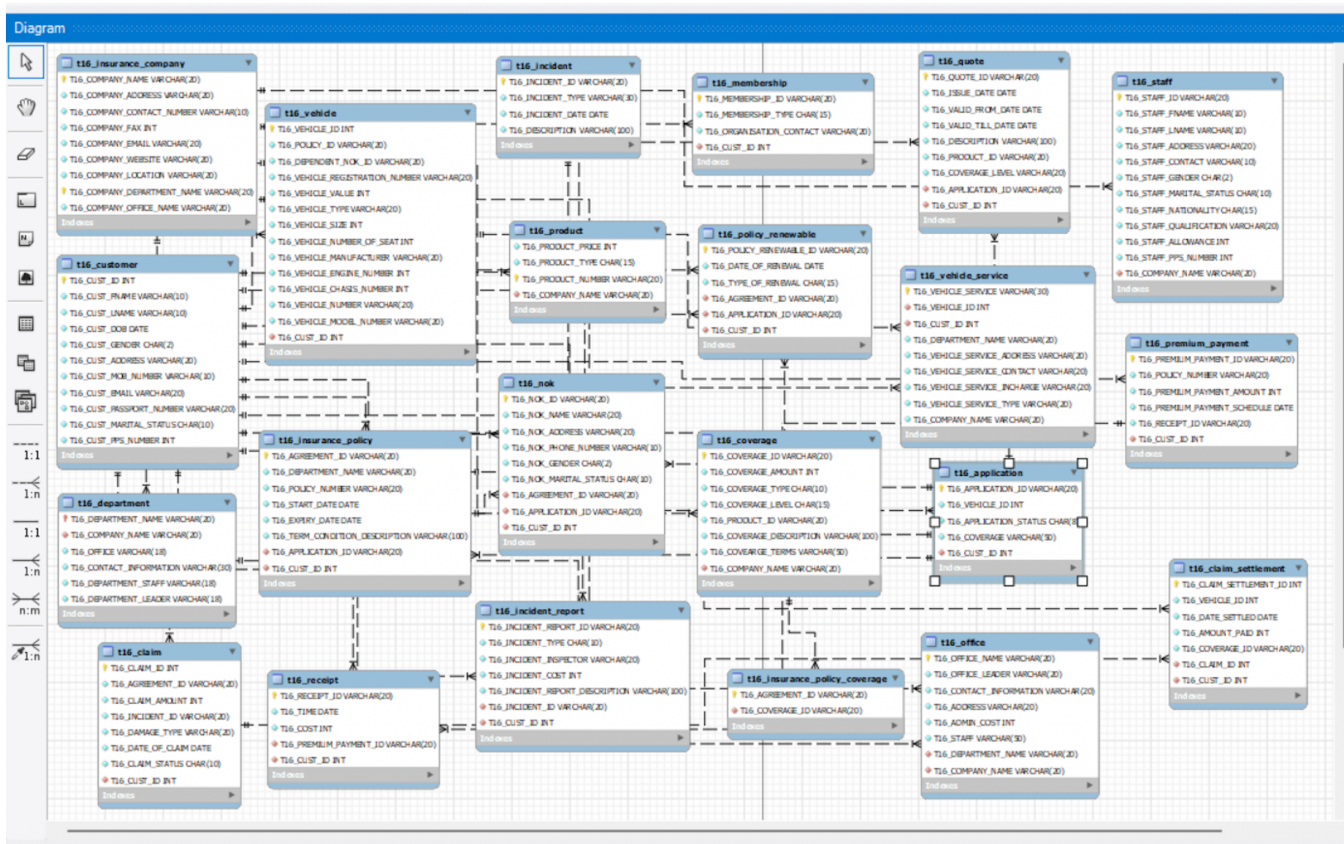 Diagram
t16_insurance_company
T16_COMPANY_NAME VARCHAR(20)
T16_COMPANY_ADDRESS VARCHAR(20)
T16_COMPANY_CONTACT_NUMBER VARCHAR(10)
T16_COMPANY_FAX INT
T16_COMPANY_EMAIL VARCHAR(20)
T16_COMPANY_WEBSITE VARCHAR(20)
T16_COMPANY_LOCATION VARCHAR(20)
T16_COMPANY_DEPARTMENT_NAME VARCHAR(20)
T16_COMPANY_OFFICE_NAME VARCHAR(20)
Indexes
t16_vehicle
T16_VEHICLE_ID INT
T16_POLICY_ID VARCHAR(20)
T16_DEPENDENT_NOK_ID VARCHAR(20)
T16_VEHICLE_REGISTRATION_NUMBER VARCHAR(20)
T16_VEHICLE_VALUE INT
T16_VEHICLE_TYPE VARCHAR(20)
T16_VEHICLE_SIZE INT
T16_VEHICLE_NUMBER_OF_SEAT INT
T16_VEHICLE_MANUFACTURER VARCHAR(20)
T16_VEHICLE_ENGINE_NUMBER INT
T16_VEHICLE_CHASIS_NUMBER INT
T16_VEHICLE_NUMBER VARCHAR(20)
T16_VEHICLE_MODEL_NUMBER VARCHAR(20)
T16_CUST_ID INT
Indexes
t16_incident
T16_INCIDENT_ID VARCHAR(20)
T16_INCIDENT_TYPE VARCHAR(30)
T16_INCIDENT_DATE DATE
T16_DESCRIPTION VARCHAR(100)
Indexes
t16_membership
T16_MEMBERSHIP_ID VARCHAR(20)
T16_MEMBERSHIP_TYPE CHAR(15)
T16_ORGANISATION_CONTACT VARCHAR(20)
T16_CUST_ID INT
Indexes
t16_quote
T16_QUOTE_ID VARCHAR(20)
T16_ISSUE_DATE DATE
T16_VALID_FROM_DATE DATE
T16_VALID_TILL_DATE DATE
T16_DESCRIPTION VARCHAR(100)
T16_PRODUCT_ID VARCHAR(20)
T16_COVERAGE_LEVEL VARCHAR(20)
T16_APPLICATION_ID VARCHAR(20)
T16_CUST_ID INT
Indexes
t16_staff
T16_STAFF_ID VARCHAR(20)
T16_STAFF_FNAME VARCHAR(10)
T16_STAFF_LNAME VARCHAR(10)
T16_STAFF_ADDRESS VARCHAR(20)
T16_STAFF_CONTACT VARCHAR(10)
T16_STAFF_GENDER CHAR(2)
T16_STAFF_MARITAL_STATUS CHAR(10)
T16_STAFF_NATIONALITY CHAR(15)
T16_STAFF_QUALIFICATION VARCHAR(20)
T16_STAFF_ALLOWANCE INT
T16_STAFF_PPS_NUMBER INT
T16_COMPANY_NAME VARCHAR(20)
Indexes
t16_customer
T16_CUST_ID INT
T16_CUST_FNAME VARCHAR(10)
T16_CUST_LNAME VARCHAR(10)
T16_CUST_DOB DATE
T16_CUST_GENDER CHAR(2)
T16_CUST_ADDRESS VARCHAR(20)
T16_CUST_MOB_NUMBER VARCHAR(10)
T16_CUST_EMAIL VARCHAR(20)
T16_CUST_PASSPORT_NUMBER VARCHAR(20)
T16_CUST_MARITAL_STATUS CHAR(10)
T16_CUST_PPS_NUMBER INT
Indexes
t16_product
T16_PRODUCT_PRICE INT
T16_PRODUCT_TYPE CHAR(15)
T16_PRODUCT_NUMBER VARCHAR(20)
T16_COMPANY_NAME VARCHAR(20)
Indexes
t16_policy_renewable
T16_POLICY_RENEWABLE_ID VARCHAR(20)
T16_DATE_OF_RENEWAL DATE
T16_TYPE_OF_RENEWAL CHAR(15)
T16_AGREEMENT_ID VARCHAR(20)
T16_APPLICATION_ID VARCHAR(20)
T16_CUST_ID INT
Indexes
t16_vehicle_service
T16_VEHICLE_SERVICE VARCHAR(30)
T16_VEHICLE_ID INT
T16_CUST_ID INT
T16_DEPARTMENT_NAME VARCHAR(20)
T16_VEHICLE_SERVICE_ADDRESS VARCHAR(20)
T16_VEHICLE_SERVICE_CONTACT VARCHAR(20)
T16_VEHICLE_SERVICE_INCHARGE VARCHAR(20)
T16_VEHICLE_SERVICE_TYPE VARCHAR(20)
T16_COMPANY_NAME VARCHAR(20)
Indexes
t16_premium_payment
T16_PREMIUM_PAYMENT_ID VARCHAR(20)
T16_POLICY_NUMBER VARCHAR(20)
T16_PREMIUM_PAYMENT_AMOUNT INT
T16_PREMIUM_PAYMENT_SCHEDULE DATE
T16_RECEIPT_ID VARCHAR(20)
T16_CUST_ID INT
Indexes
t16_nok
T16_NOK_ID VARCHAR(20)
T16_NOK_NAME VARCHAR(20)
T16_NOK_ADDRESS VARCHAR(20)
T16_NOK_PHONE_NUMBER VARCHAR(10)
T16_NOK_GENDER CHAR(2)
T16_NOK_MARITAL_STATUS CHAR(10)
T16_AGREEMENT_ID VARCHAR(20)
T16_APPLICATION_ID VARCHAR(20)
T16_CUST_ID INT
Indexes
t16_insurance_policy
T16_AGREEMENT_ID VARCHAR(20)
T16_DEPARTMENT_NAME VARCHAR(20)
T16_POLICY_NUMBER VARCHAR(20)
T16_START_DATE DATE
T16_EXPIRY_DATE DATE
T16_TERM_CONDITION_DESCRIPTION VARCHAR(100)
T16_APPLICATION_ID VARCHAR(20)
T16_CUST_ID INT
Indexes
t16_coverage
T16_COVERAGE_ID VARCHAR(20)
T16_COVERAGE_AMOUNT INT
T16_COVERAGE_TYPE CHAR(10)
T16_COVERAGE_LEVEL CHAR(15)
T16_PRODUCT_ID VARCHAR(20)
T16_COVERAGE_DESCRIPTION VARCHAR(100)
T16_COVEARGE_TERMS VARCHAR(50)
T16_COMPANY_NAME VARCHAR(20)
Indexes
t16_application
T16_APPLICATION_ID VARCHAR(20)
T16_VEHICLE_ID INT
T16_APPLICATION_STATUS CHAR(8
T16_COVERAGE VARCHAR(50)
T16_CUST_ID INT
Indexes
t16_department
T16_DEPARTMENT_NAME VARCHAR(20)
T16_COMPANY_NAME VARCHAR(20)
T16_OFFICE VARCHAR(18)
T16_CONTACT_INFORMATION VARCHAR(30)
T16_DEPARTMENT_STAFF VARCHAR(18)
T16_DEPARTMENT_LEADER VARCHAR(18)
Indexes
t16_claim
T16_CLAIM_ID INT
T16_AGREEMENT_ID VARCHAR(20)
T16_CLAIM_AMOUNT INT
T16_INCIDENT_ID VARCHAR(20)
T16_DAMAGE_TYPE VARCHAR(20)
T16_DATE_OF_CLAIM DATE
T16_CLAIM_STATUS CHAR(10)
T16_CUST_ID INT
Indexes
t16_receipt
T16_RECEIPT_ID VARCHAR(20)
T16_TIME DATE
T16_COST INT
T16_PREMIUM_PAYMENT_ID VARCHAR(20)
T16_CUST_ID INT
Indexes
t16_incident_report
T16_INCIDENT_REPORT_ID VARCHAR(20)
T16_INCIDENT_TYPE CHAR(10)
T16_INCIDENT_INSPECTOR VARCHAR(20)
T16_INCIDENT_COST INT
T16_INCIDENT_REPORT_DESCRIPTION VARCHAR(100)
T16_INCIDENT_ID VARCHAR(20)
T16_CUST_ID INT
Indexes
t16_insurance_policy_coverage
T16_AGREEMENT_ID VARCHAR(20)
T16_COVERAGE_ID VARCHAR(20)
Indexes
t16_office
T16_OFFICE_NAME VARCHAR(20)
T16_OFFICE_LEADER VARCHAR(20)
T16_CONTACT_INFORMATION VARCHAR(20)
T16_ADDRESS VARCHAR(20)
T16_ADMIN_COST INT
T16_STAFF VARCHAR(50)
T16_DEPARTMENT_NAME VARCHAR(20)
T16_COMPANY_NAME VARCHAR(20)
Indexes
t16_claim_settlement
T16_CLAIM_SETTLEMENT_ID INT
T16_VEHICLE_ID INT
T16_DATE_SETTLED DATE
T16_AMOUNT_PAID INT
T16_COVERAGE_ID VARCHAR(20)
T16_CLAIM_ID INT
T16_CUST_ID INT
Indexes
1:1
1:n
1:1
1:n
n:m
1:n